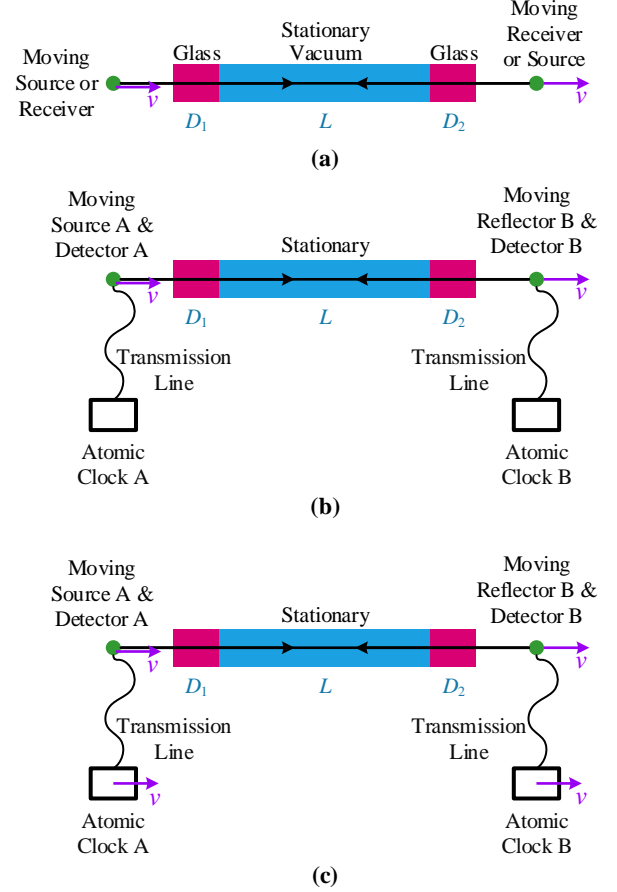 Moving
Source or
Receiver
Glass
Stationary
Vacuum
Glass
Moving
Receiver
or Source
v
v
D1
L
D2
(a)
Moving
Source A &
Detector A
Stationary
Moving
Reflector B &
Detector B
v
v
D1
L
D2
Transmission
Line
Transmission
Line
Atomic
Clock A
Atomic
Clock B
(b)
Moving
Source A &
Detector A
Stationary
Moving
Reflector B &
Detector B
v
v
D1
L
D2
Transmission
Line
Transmission
Line
v
v
Atomic
Clock A
Atomic
Clock B
(c)